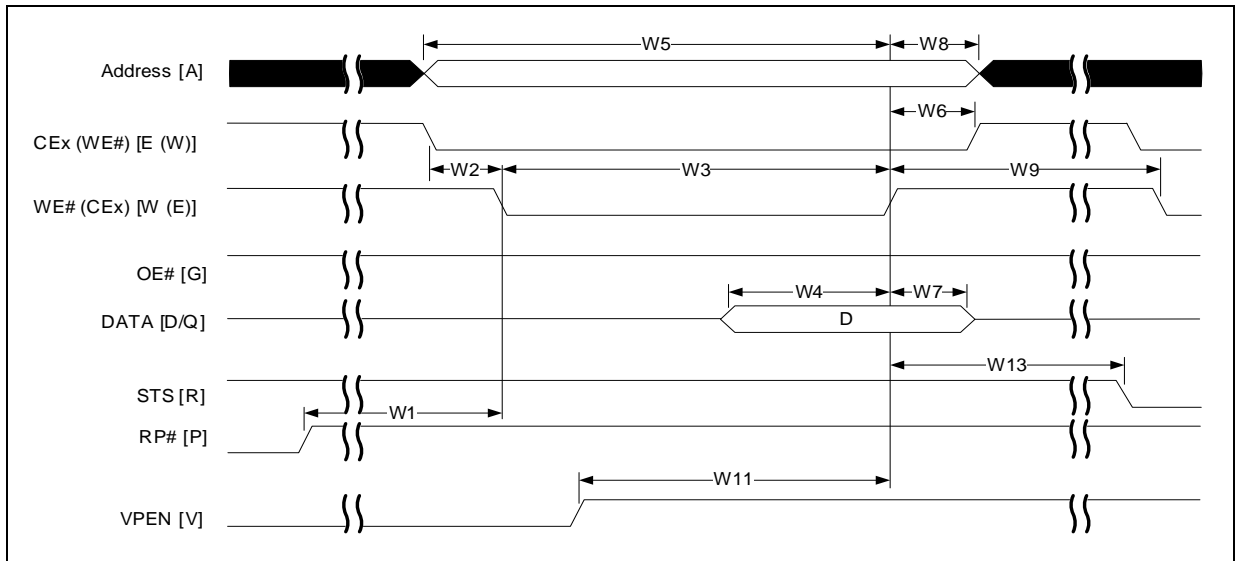 W5
W8
Address [A]
W6
CEx (WE#) [E (W)]
W2
W3
W9
WE# (CEx) [W (E)]
OE# [G]
W4
W7
DATA [D/Q]
D
W13
STS [R]
W1
RP# [P]
W11
VPEN [V]